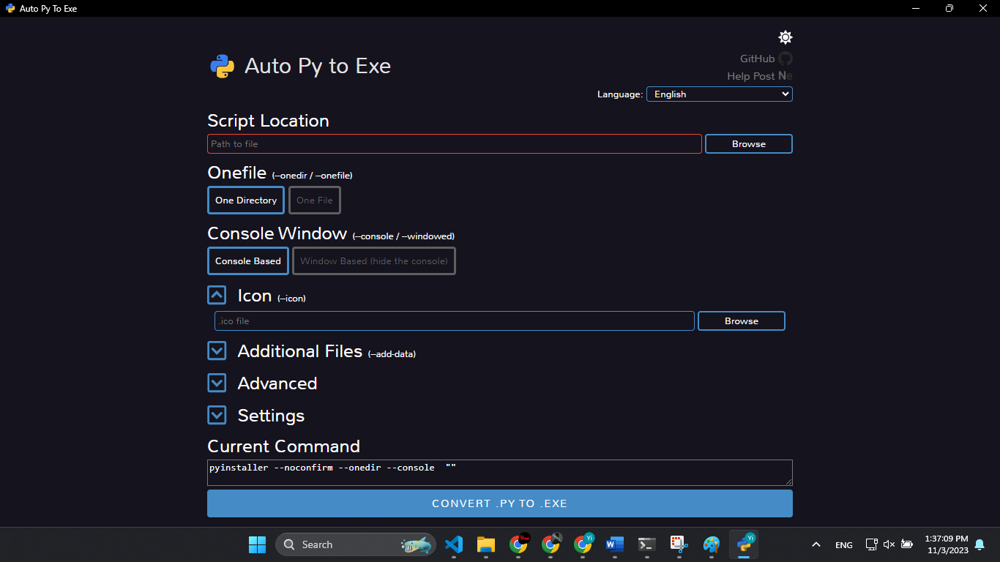 Auto Py To Exe
Auto Py to Exe
GitHub
Help Post Ne
Language: English
Script Location
Path to file Browse
Onefile (--onedir / --onefile)
One Directory One File
Console Window (--console / --windowed)
Console Based Window Based (hide the console)
Icon (--icon)
.ico file Browse
Additional Files (--add-data)
Advanced
Settings
Current Command
pyinstaller --noconfirm --onedir --console  ""
CONVERT .PY TO .EXE
Search Yi Yi ENG 1:37:09 PM
11/3/2023